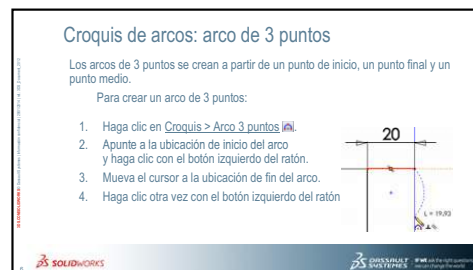 Croquis de arcos: arco de 3 puntos
Los arcos de 3 puntos se crean a partir de un punto de inicio, un punto final y un
punto medio.
Para crear un arco de 3 puntos:
1. Haga clic en Croquis > Arco 3 puntos .
2. Apunte a la ubicación de inicio del arco
y haga clic con el botón izquierdo del ratón.
3. Mueva el cursor a la ubicación de fin del arco.
4. Haga clic otra vez con el botón izquierdo del ratón
20
L = 19,93
SOLIDWORKS
DASSAULT SYSTEMES